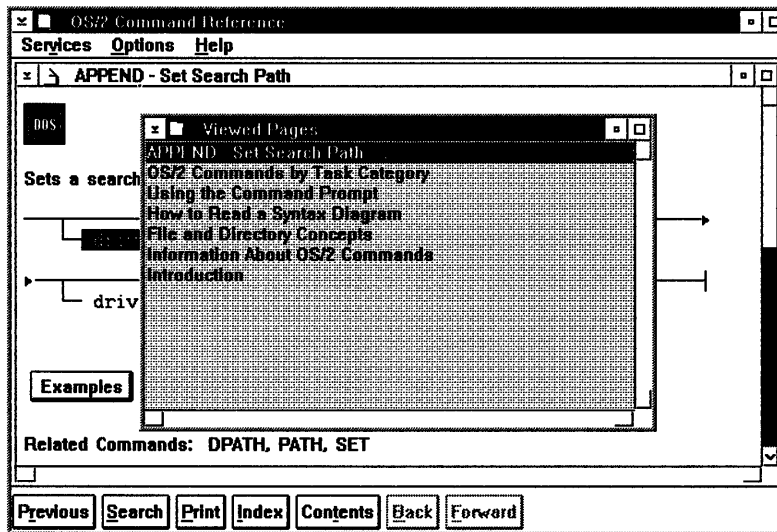 OS/2 Command Reference
Services Options Help
APPEND - Set Search Path
DOS
Viewed Pages
APPEND - Set Search Path
Sets a search
OS/2 Commands by Task Category
Using the Command Prompt
How to Read a Syntax Diagram
File and Directory Concepts
Information About OS/2 Commands
Introduction
driv
Examples
Related Commands: DPATH, PATH, SET
Previous Search Print Index Contents Back Forward